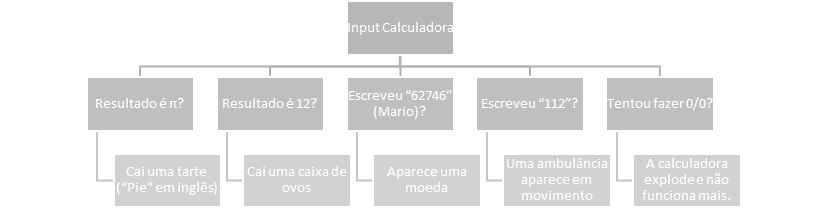 Input Calculadora
Resultado é π?
Resultado é 12?
Escreveu “62746”
(Mario)?
Escreveu “112”?
Tentou fazer 0/0?
Cai uma tarte
(“Pie” em inglês)
Cai uma caixa de
ovos
Aparece uma
moeda
Uma ambulância
aparece em
movimento
A calculadora
explode e não
funciona mais.